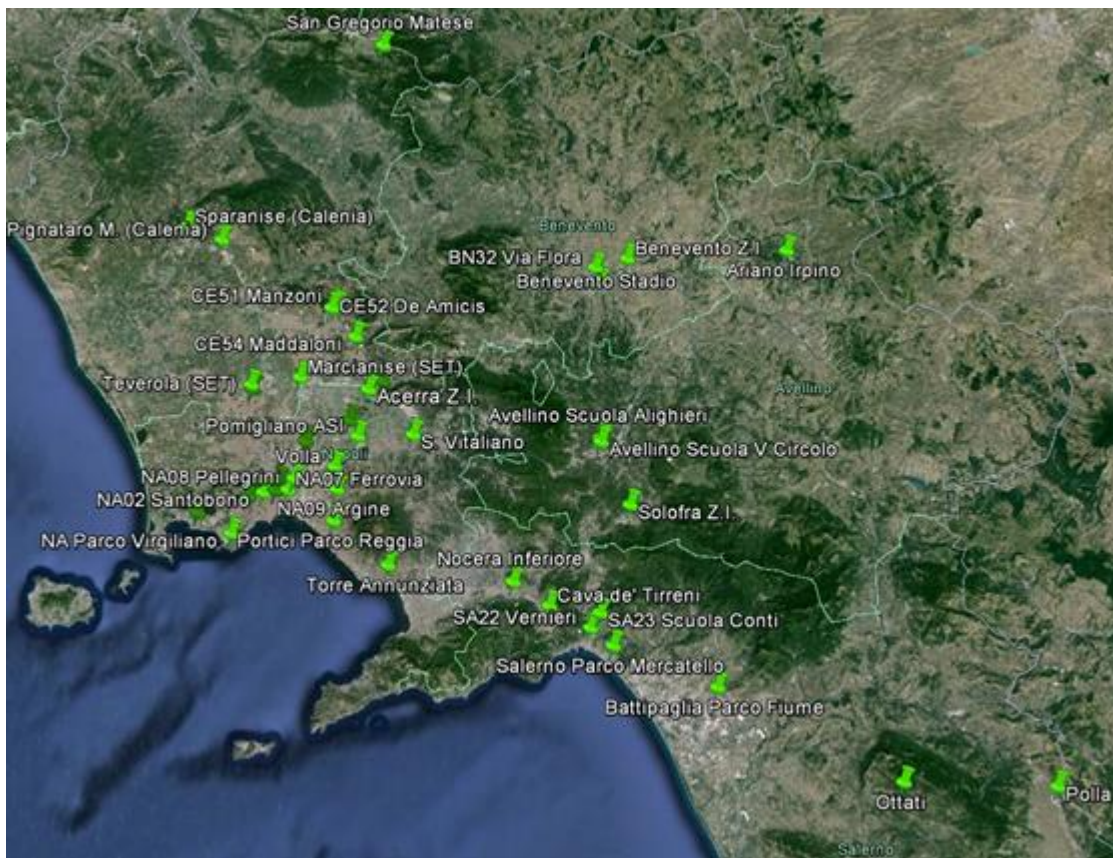 San Gregorio Matese
Sparanise (Calenia)
Pignataro M. (Calenia)
Benevento
Benevento Z.I.
BN32 Via Flora
Ariano Irpino
Benevento Stadio
CE51 Manzoni
CE52 De Amicis
CE54 Maddaloni
Marcianise (SET)
Teverola (SET)
Acerra Z.I.
Avellino
Avellino Scuola Alighieri
Pomigliano ASI
S. Vitaliano
Avellino Scuola V Circolo
Volla
Napoli
NA08 Pellegrini
NA07 Ferrovia
NA02 Santobono
NA09 Argine
Solofra Z.I.
NA Parco Virgiliano
Portici Parco Reggia
Nocera Inferiore
Torre Annunziata
Cava de' Tirreni
SA22 Vernieri
SA23 Scuola Conti
Salerno Parco Mercatello
Battipaglia Parco Fiume
Ottati
Polla
Salerno